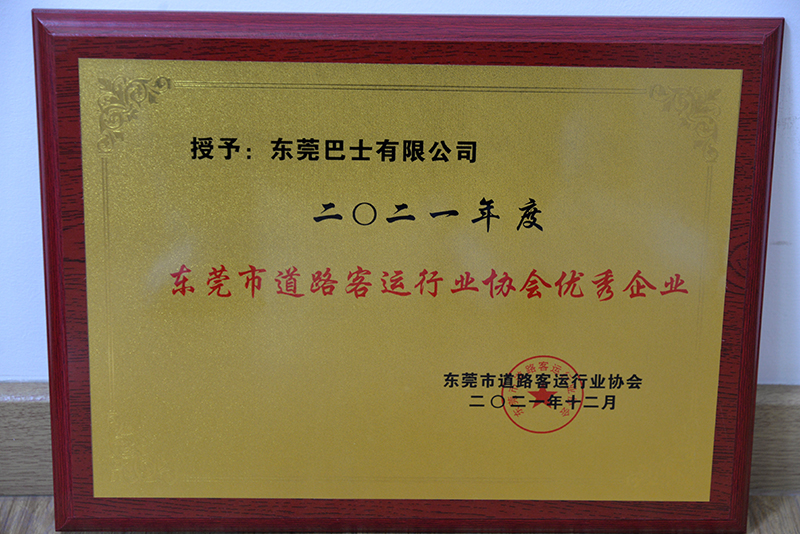 授予：东莞巴士有限公司
二〇二一年度
东莞市道路客运行业协会优秀企业
东莞市道路客运行业协会
二〇二一年十二月